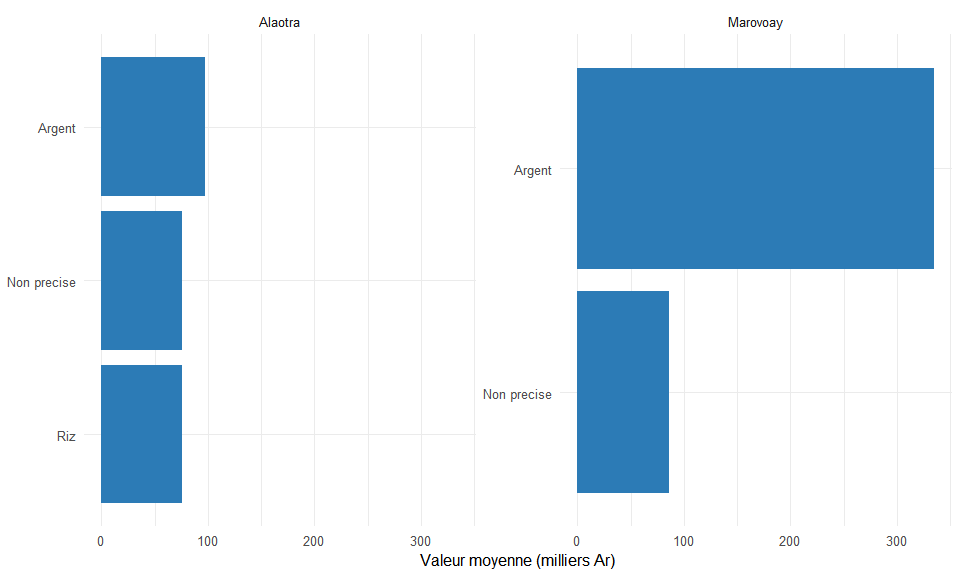 Alaotra
Marovoay
Argent
Non precise
Riz
Argent
Non precise
0 100 200 300
0 100 200 300
Valeur moyenne (milliers Ar)